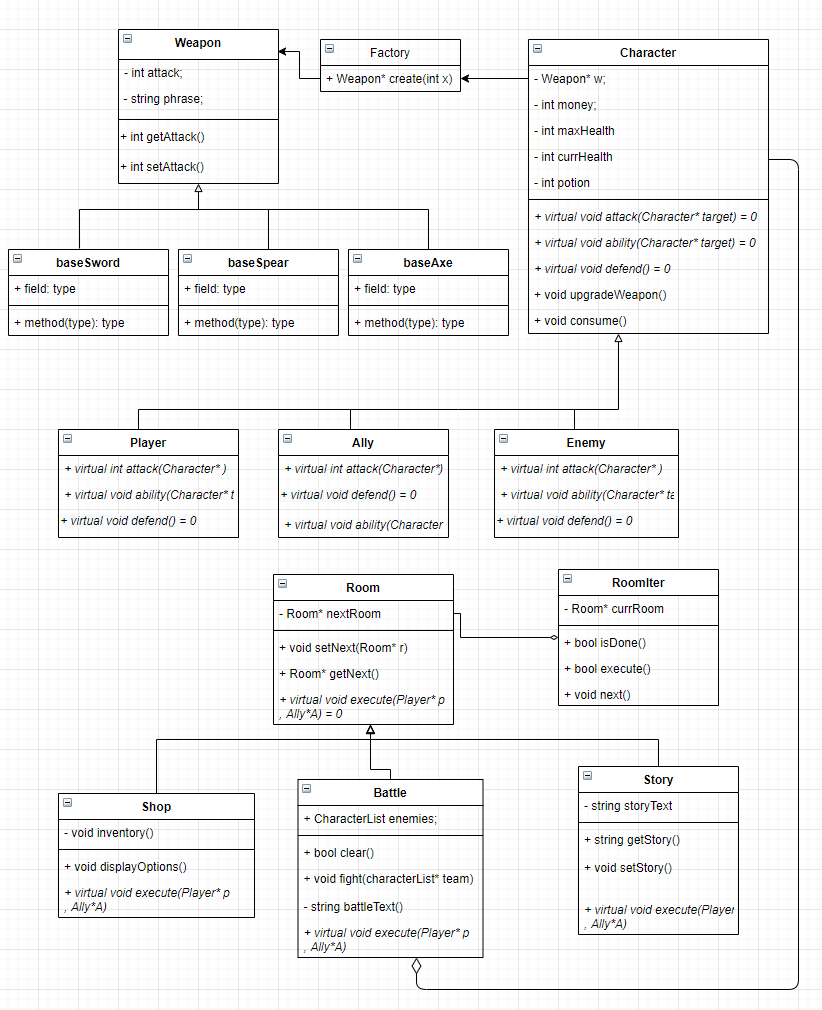 Weapon
- int attack;
- string phrase;
+ int getAttack()
+ int setAttack()
Factory
+ Weapon* create(int x)
Character
- Weapon* w;
- int money;
- int maxHealth
- int currHealth
- int potion
+ virtual void attack(Character* target) = 0
+ virtual void ability(Character* target) = 0
+ virtual void defend() = 0
+ void upgradeWeapon()
+ void consume()
baseSword
+ field: type
+ method(type): type
baseSpear
+ field: type
+ method(type): type
baseAxe
+ field: type
+ method(type): type
Player
+ virtual int attack(Character* )
+ virtual void ability(Character* t
+ virtual void defend() = 0
Ally
+ virtual int attack(Character*)
+ virtual void defend() = 0
+ virtual void ability(Character
Enemy
+ virtual int attack(Character* )
+ virtual void ability(Character* ta
+ virtual void defend() = 0
Room
- Room* nextRoom
+ void setNext(Room* r)
+ Room* getNext()
+ virtual void execute(Player* p
, Ally*A) = 0
RoomIter
- Room* currRoom
+ bool isDone()
+ bool execute()
+ void next()
Shop
- void inventory()
+ void displayOptions()
+ virtual void execute(Player* p
, Ally*A)
Battle
+ CharacterList enemies;
+ bool clear()
+ void fight(characterList* team)
- string battleText()
+ virtual void execute(Player* p
, Ally*A)
Story
- string storyText
+ string getStory()
+ void setStory()
+ virtual void execute(Player
, Ally*A)